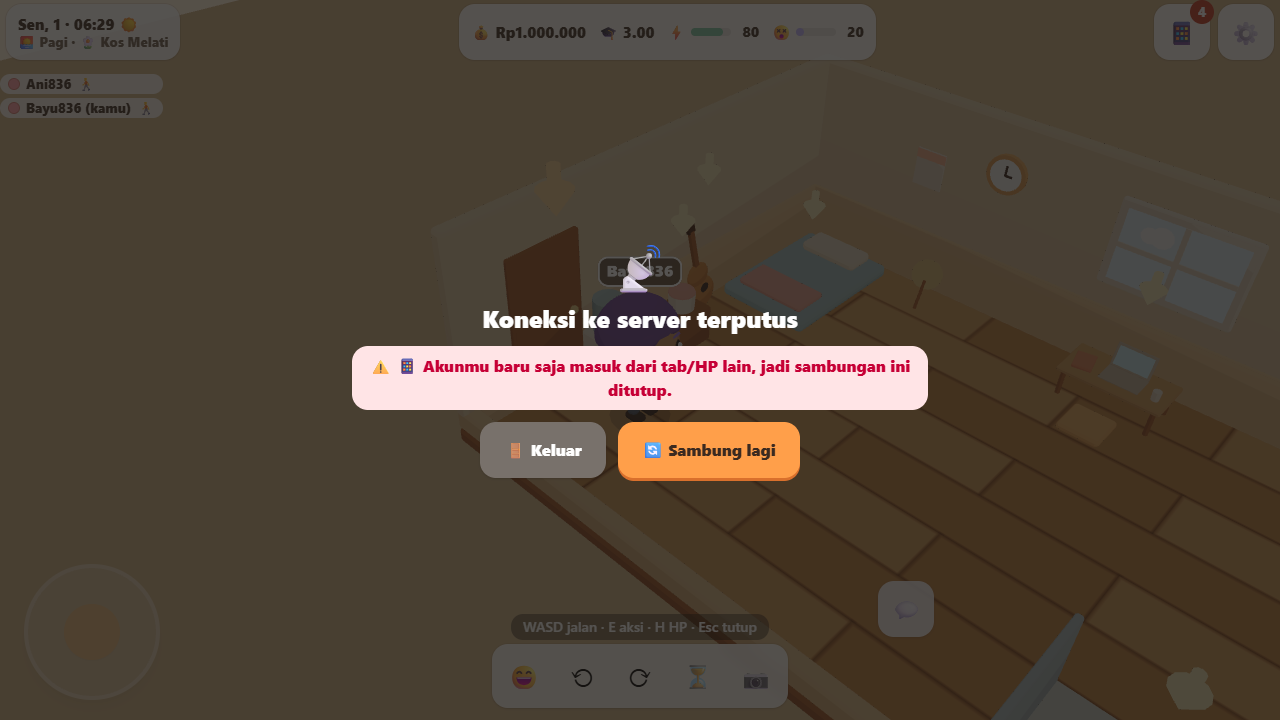 Sen, 1 · 06:29
Pagi · Kos Melati
Rp1.000.000 3.00 80 20
4
Ani836
Bayu836 (kamu)
Koneksi ke server terputus
Akunmu baru saja masuk dari tab/HP lain, jadi sambungan ini
ditutup.
Keluar
Sambung lagi
WASD jalan · E aksi · H HP · Esc tutup